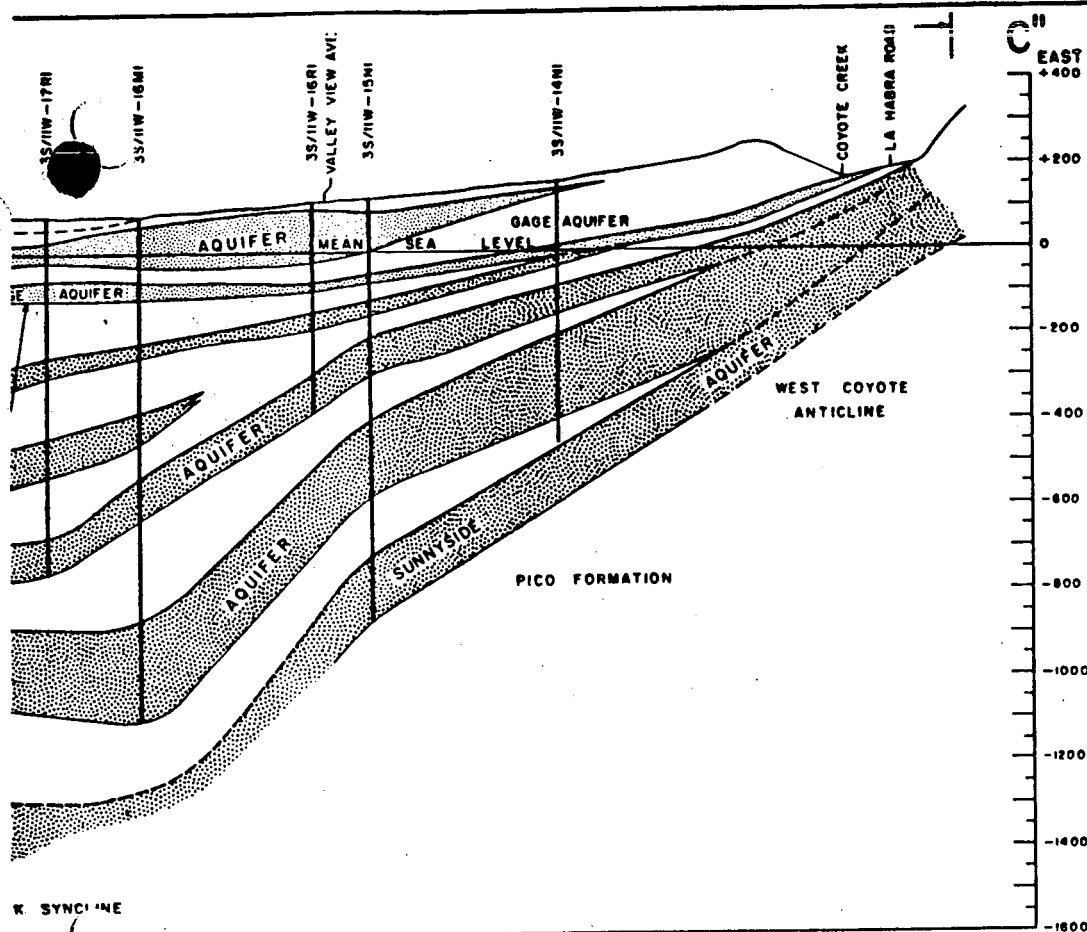 C"
EAST
3S/11W-17R1
3S/11W-16M1
3S/11W-16R1
VALLEY VIEW AVE.
3S/11W-15N1
3S/11W-14N1
COYOTE CREEK
LA HABRA ROAD
+400
+200
0
-200
-400
-600
-800
-1000
-1200
-1400
-1600
GAGE AQUIFER
AQUIFER
MEAN SEA LEVEL
GE AQUIFER
AQUIFER
AQUIFER
SUNNYSIDE AQUIFER
WEST COYOTE
ANTICLINE
PICO FORMATION
K SYNCLINE